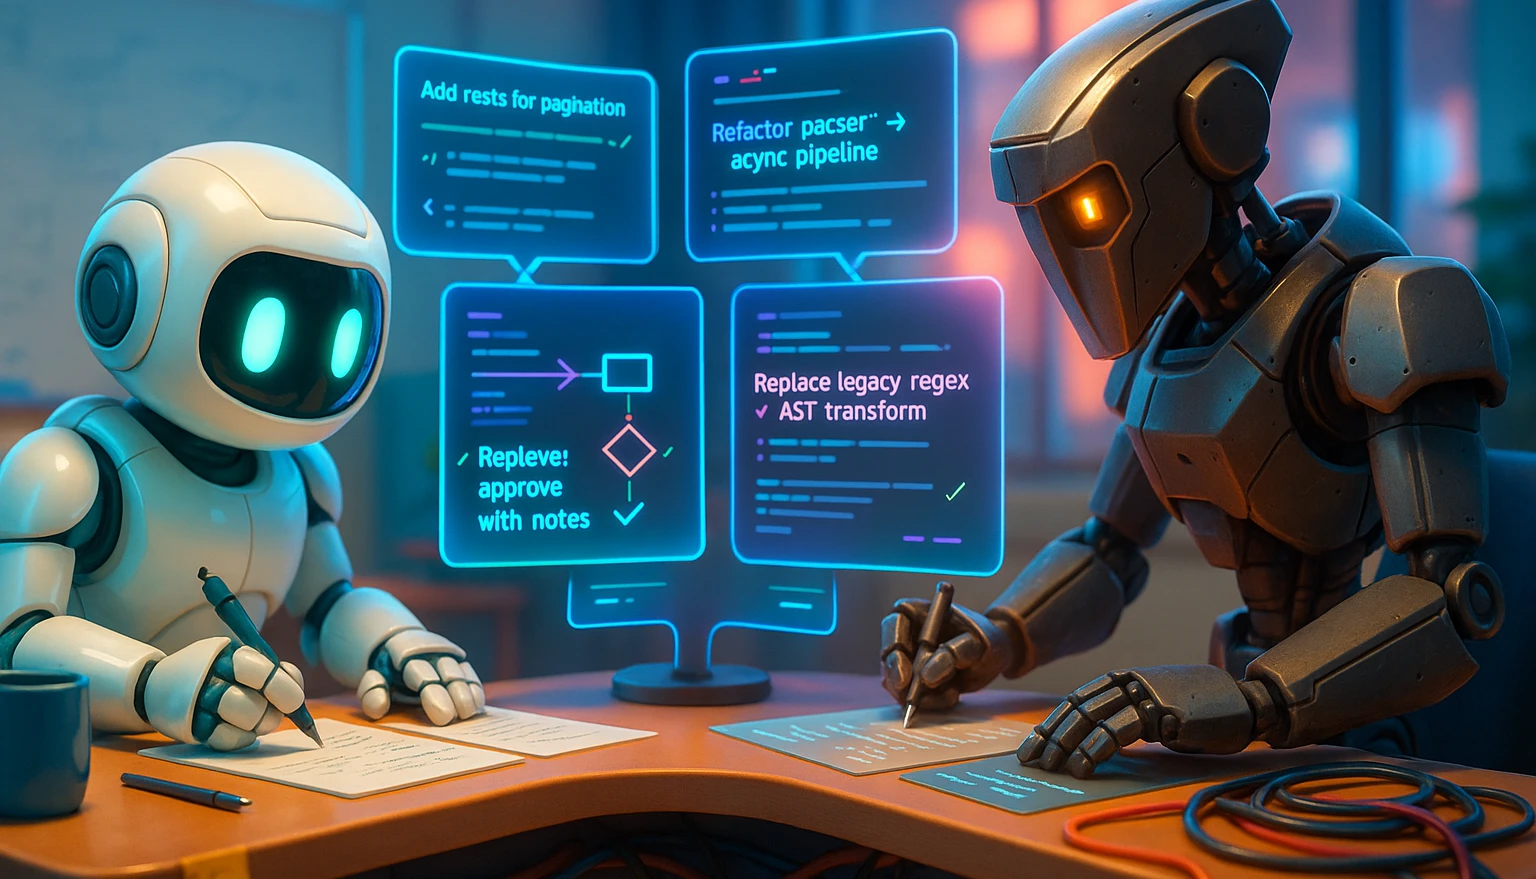 Add rests for pagination
Refactor pacser¨ →
acync pipeline
Repleve:
approve
with notes
Replace legacy regex
✓ AST transform